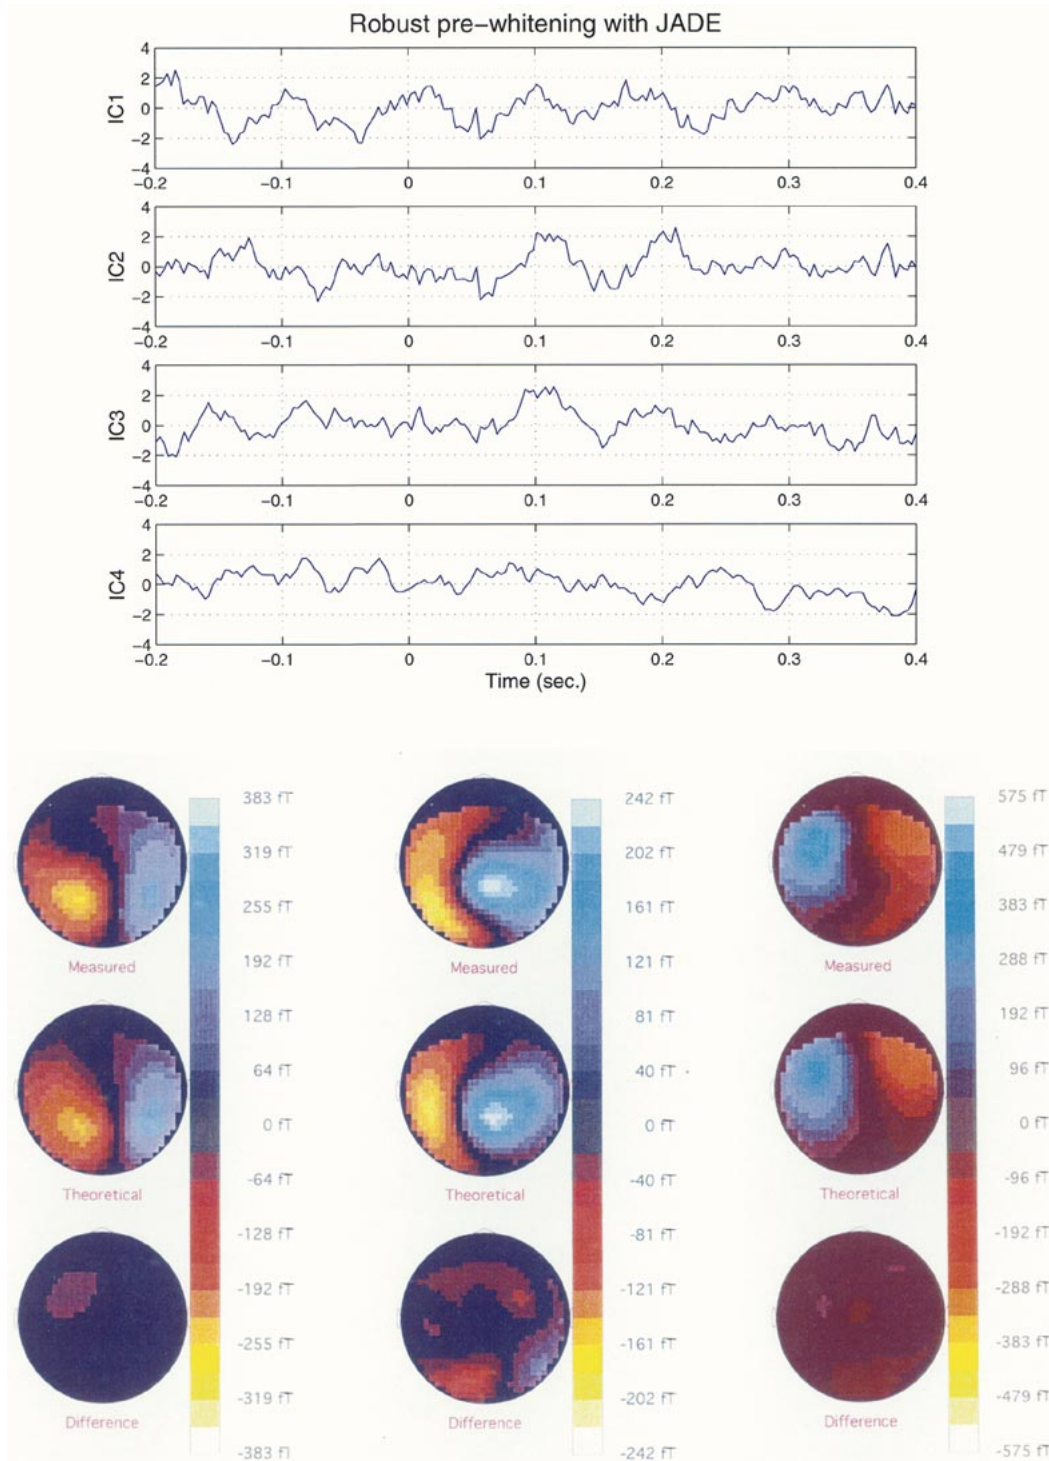 Robust pre-whitening with JADE
4
2
0
-2
-4
IC1
-0.2 -0.1 0 0.1 0.2 0.3 0.4
4
2
0
-2
-4
IC2
-0.2 -0.1 0 0.1 0.2 0.3 0.4
4
2
0
-2
-4
IC3
-0.2 -0.1 0 0.1 0.2 0.3 0.4
4
2
0
-2
-4
IC4
-0.2 -0.1 0 0.1 0.2 0.3 0.4
Time (sec.)
383 fT
319 fT
255 fT
192 fT
128 fT
64 fT
0 fT
-64 fT
-128 fT
-192 fT
-255 fT
-319 fT
-383 fT
Measured
Theoretical
Difference
242 fT
202 fT
161 fT
121 fT
81 fT
40 fT
0 fT
-40 fT
-81 fT
-121 fT
-161 fT
-202 fT
-242 fT
Measured
Theoretical
Difference
575 fT
479 fT
383 fT
288 fT
192 fT
96 fT
0 fT
-96 fT
-192 fT
-288 fT
-383 fT
-479 fT
-575 fT
Measured
Theoretical
Difference